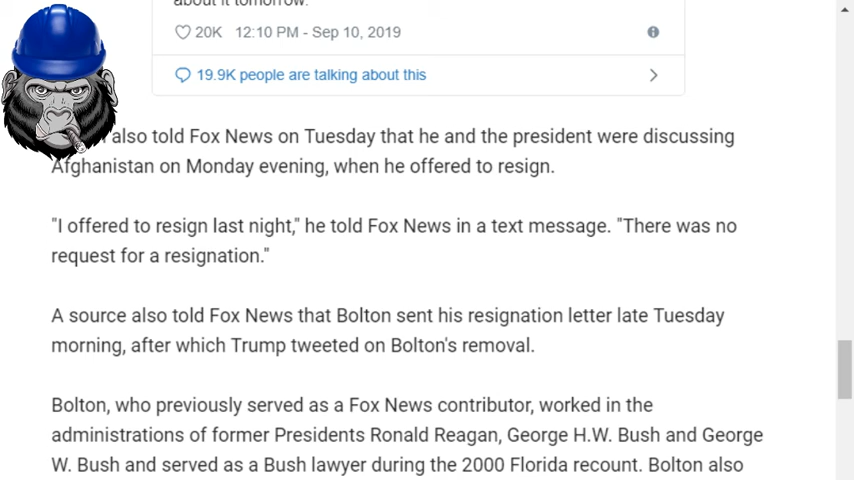 about it tomorrow.
20K 12:10 PM - Sep 10, 2019
19.9K people are talking about this
also told Fox News on Tuesday that he and the president were discussing
Afghanistan on Monday evening, when he offered to resign.
"I offered to resign last night," he told Fox News in a text message. "There was no
request for a resignation."
A source also told Fox News that Bolton sent his resignation letter late Tuesday
morning, after which Trump tweeted on Bolton's removal.
Bolton, who previously served as a Fox News contributor, worked in the
administrations of former Presidents Ronald Reagan, George H.W. Bush and George
W. Bush and served as a Bush lawyer during the 2000 Florida recount. Bolton also